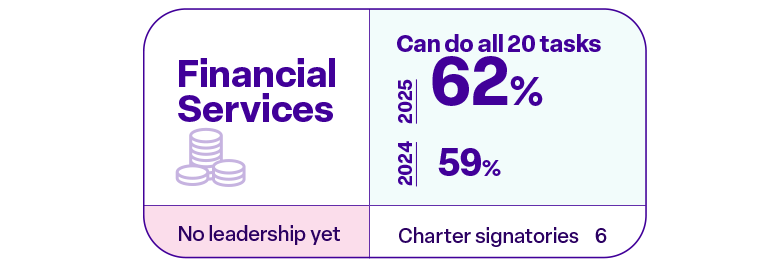 Financial
Services
Can do all 20 tasks
2025
62%
2024
59%
No leadership yet
Charter signatories 6